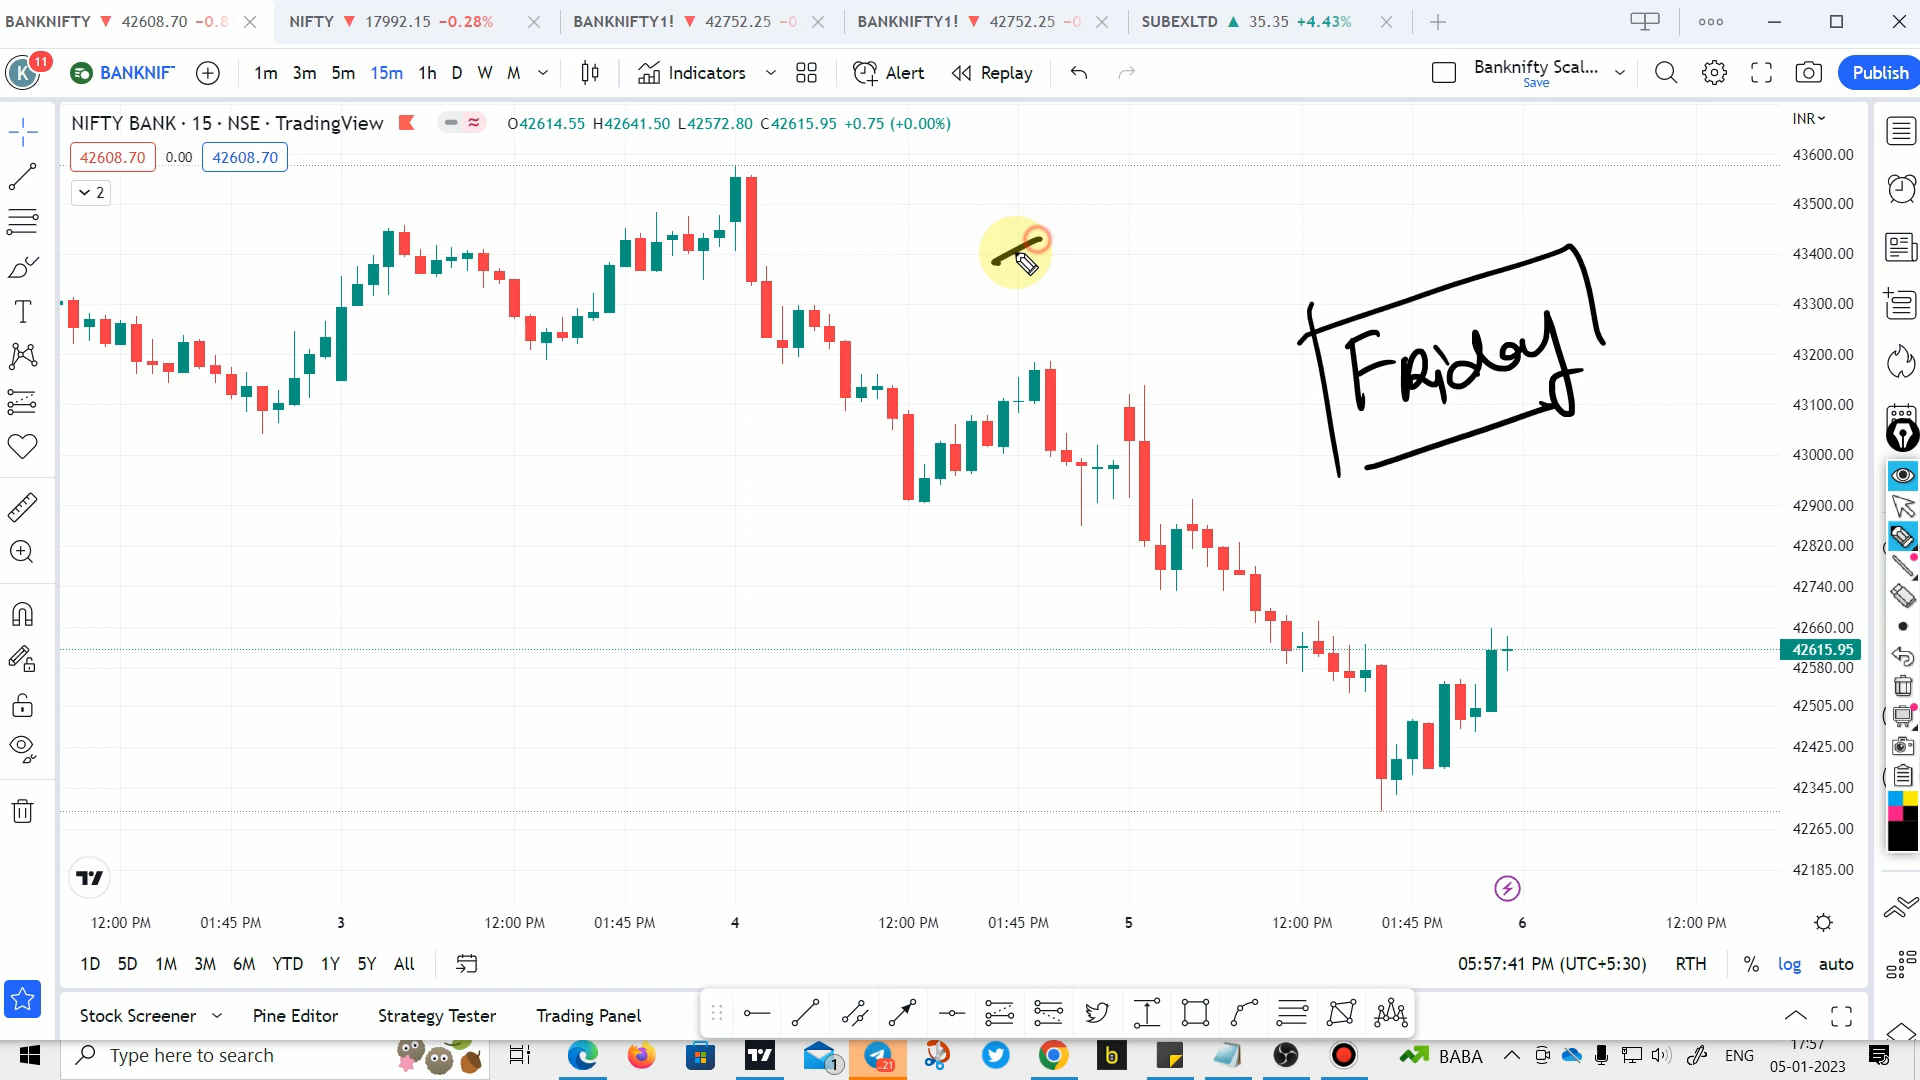 BANKNIFTY ▼ 42608.70 −0.8
NIFTY ▼ 17992.15 −0.28%
BANKNIFTY1! ▼ 42752.25 −0.
BANKNIFTY1! ▼ 42752.25 −0.
SUBEXLTD ▲ 35.35 +4.43%
K 11 BANKNIF 1m 3m 5m 15m 1h D W M Indicators Alert Replay Banknifty Scal... Save Publish
NIFTY BANK · 15 · NSE · TradingView O42614.55 H42641.50 L42572.80 C42615.95 +0.75 (+0.00%)
INR
42608.70 0.00 42608.70
2
Friday
43600.00
43500.00
43400.00
43300.00
43200.00
43100.00
43000.00
42900.00
42820.00
42740.00
42660.00
42615.95
42580.00
42505.00
42425.00
42345.00
42265.00
42185.00
12:00 PM 01:45 PM 3 12:00 PM 01:45 PM 4 12:00 PM 01:45 PM 5 12:00 PM 01:45 PM 6 12:00 PM
1D 5D 1M 3M 6M YTD 1Y 5Y All 05:57:41 PM (UTC+5:30) RTH % log auto
Stock Screener Pine Editor Strategy Tester Trading Panel
Type here to search 1 21 b BABA ENG 17:57
05-01-2023